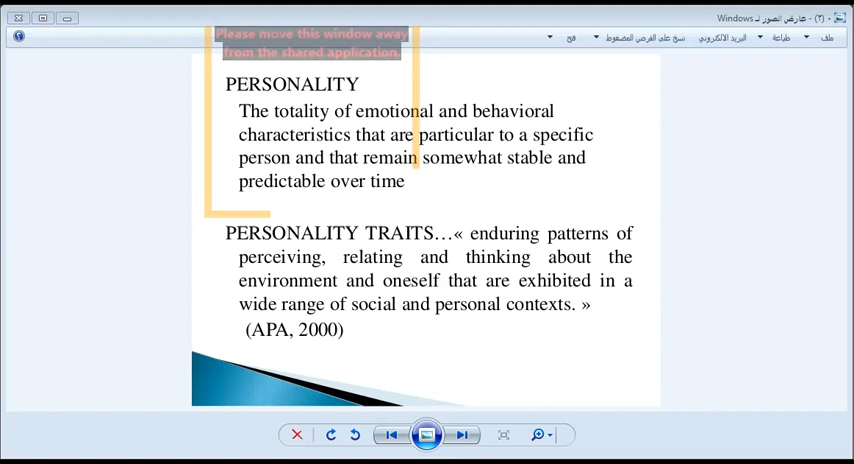 (٢) - عارض الصور لـ Windows
ملف طباعة البريد الالكتروني نسخ على القرص المضغوط فتح
Please move this window away
from the shared application.
PERSONALITY
The totality of emotional and behavioral
characteristics that are particular to a specific
person and that remain somewhat stable and
predictable over time
PERSONALITY TRAITS…« enduring patterns of
perceiving, relating and thinking about the
environment and oneself that are exhibited in a
wide range of social and personal contexts. »
(APA, 2000)